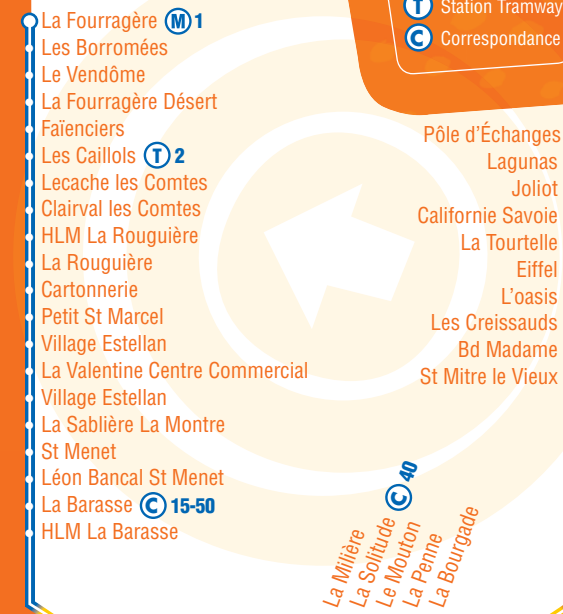 La Fourragère M 1
Les Borromées
Le Vendôme
La Fourragère Désert
Faïenciers
Les Caillols T 2
Lecache les Comtes
Clairval les Comtes
HLM La Rouguière
La Rouguière
Cartonnerie
Petit St Marcel
Village Estellan
La Valentine Centre Commercial
Village Estellan
La Sablière La Montre
St Menet
Léon Bancal St Menet
La Barasse C 15-50
HLM La Barasse
T Station Tramway
C Correspondance
Pôle d’Échanges
Lagunas
Joliot
Californie Savoie
La Tourtelle
Eiffel
L’oasis
Les Creissauds
Bd Madame
St Mitre le Vieux
La Milière
La Solitude C 40
Le Mouton
La Penne
La Bourgade